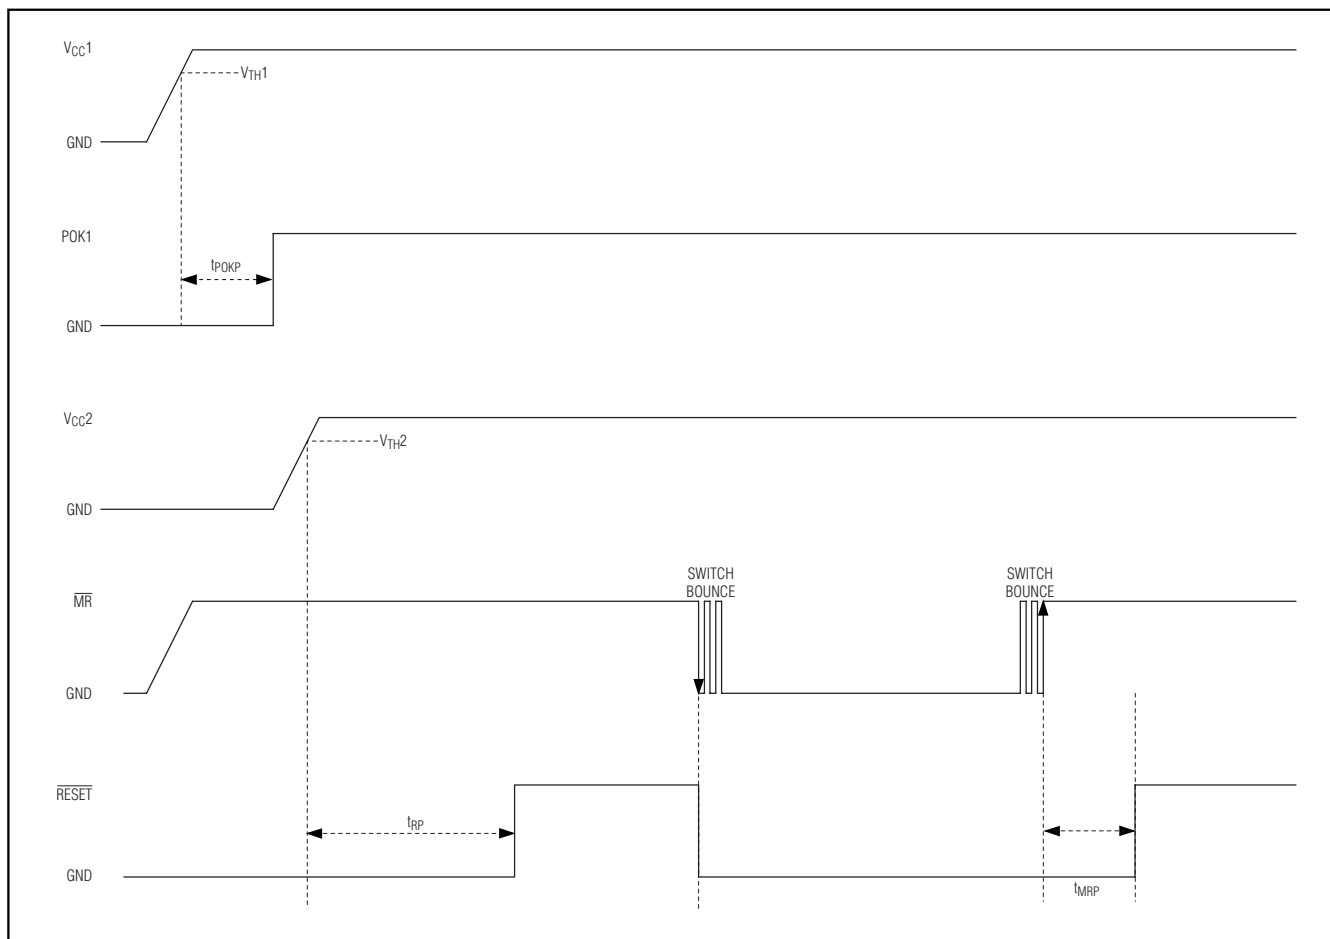 VCC1
VTH1
GND
POK1
tPOKP
GND
VCC2
VTH2
GND
SWITCH
BOUNCE
SWITCH
BOUNCE
MR
GND
RESET
tRP
GND
tMRP